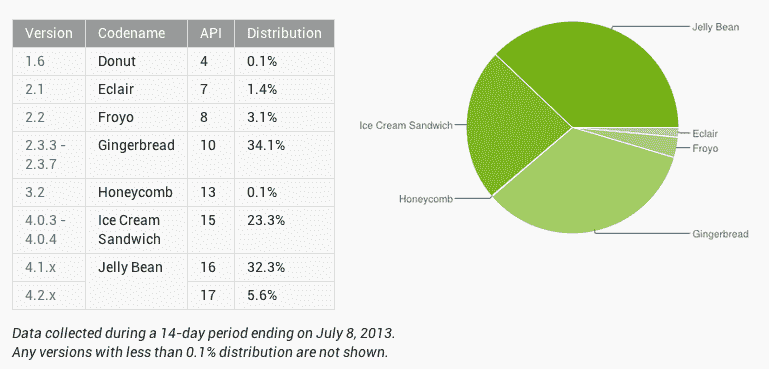 Version Codename API Distribution
1.6 Donut 4 0.1%
2.1 Eclair 7 1.4%
2.2 Froyo 8 3.1%
2.3.3 - Gingerbread 10 34.1%
2.3.7
3.2 Honeycomb 13 0.1%
4.0.3 - Ice Cream 15 23.3%
4.0.4 Sandwich
4.1.x Jelly Bean 16 32.3%
4.2.x 17 5.6%
Jelly Bean
Ice Cream Sandwich
Eclair
Froyo
Honeycomb
Gingerbread
Data collected during a 14-day period ending on July 8, 2013.
Any versions with less than 0.1% distribution are not shown.